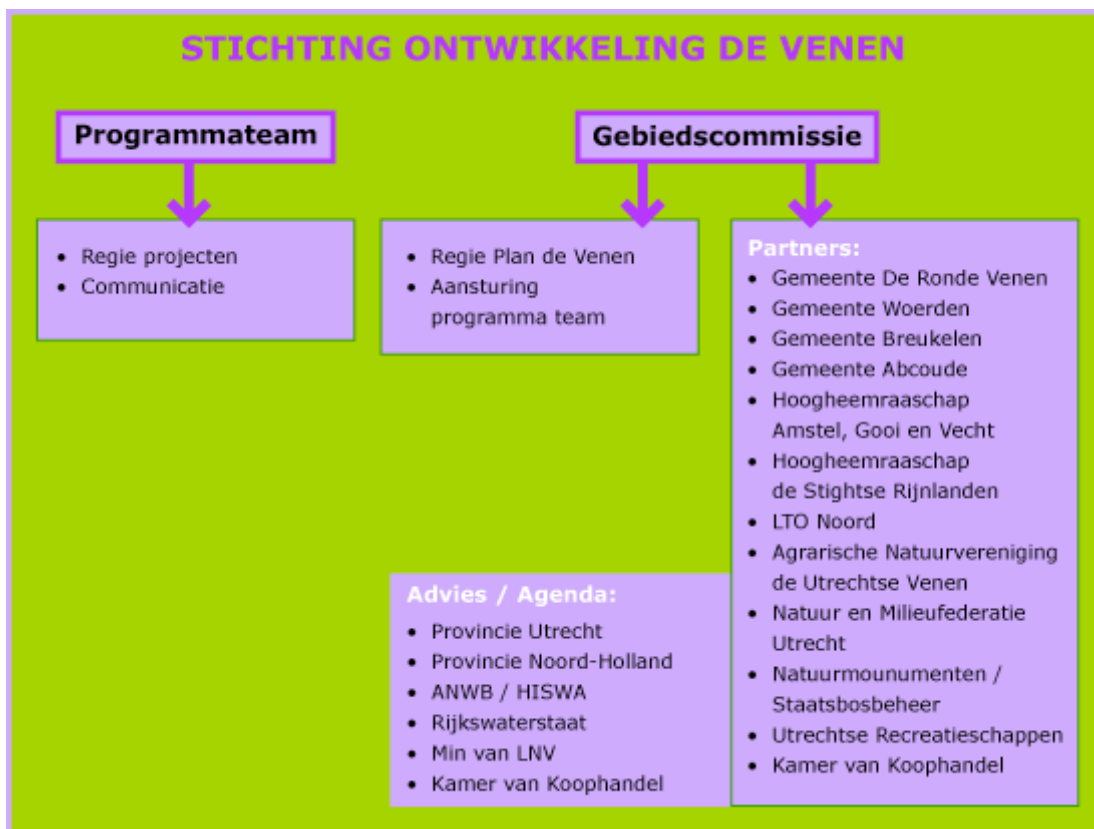 STICHTING ONTWIKKELING DE VENEN
Programmateam
• Regie projecten
• Communicatie
Gebiedscommissie
• Regie Plan de Venen
• Aansturing
programma team
Partners:
• Gemeente De Ronde Venen
• Gemeente Woerden
• Gemeente Breukelen
• Gemeente Abcoude
• Hoogheemraaschap
Amstel, Gooi en Vecht
• Hoogheemraaschap
de Stightse Rijnlanden
• LTO Noord
• Agrarische Natuurvereniging
de Utrechtse Venen
• Natuur en Milieufederatie
Utrecht
• Natuurmounumenten /
Staatsbosbeheer
• Utrechtse Recreatieschappen
• Kamer van Koophandel
Advies / Agenda:
• Provincie Utrecht
• Provincie Noord-Holland
• ANWB / HISWA
• Rijkswaterstaat
• Min van LNV
• Kamer van Koophandel